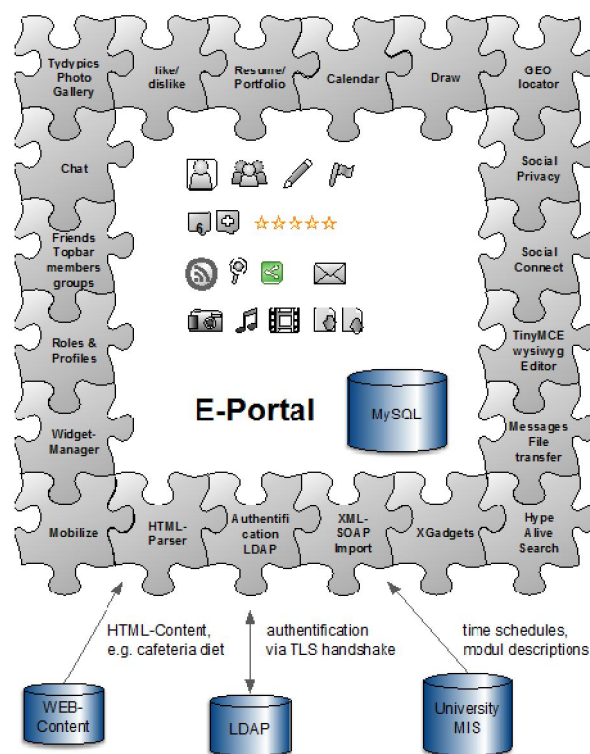 Tydypics
Photo
Gallery
like/
dislike
Resume/
Portfolio
Calendar
Draw
GEO
locator
Chat
Social
Privacy
6
Friends
Topbar
members
groups
Social
Connect
Roles &
Profiles
TinyMCE
wysiwyg
Editor
E-Portal
MySQL
Widget-
Manager
Messages
File
transfer
Mobilize
HTML-
Parser
Authentifi
cation
LDAP
XML-
SOAP
Import
XGadgets
Hype
Alive
Search
HTML-Content,
e.g. cafeteria diet
authentification
via TLS handshake
time schedules,
modul descriptions
WEB-
Content
LDAP
University
MIS